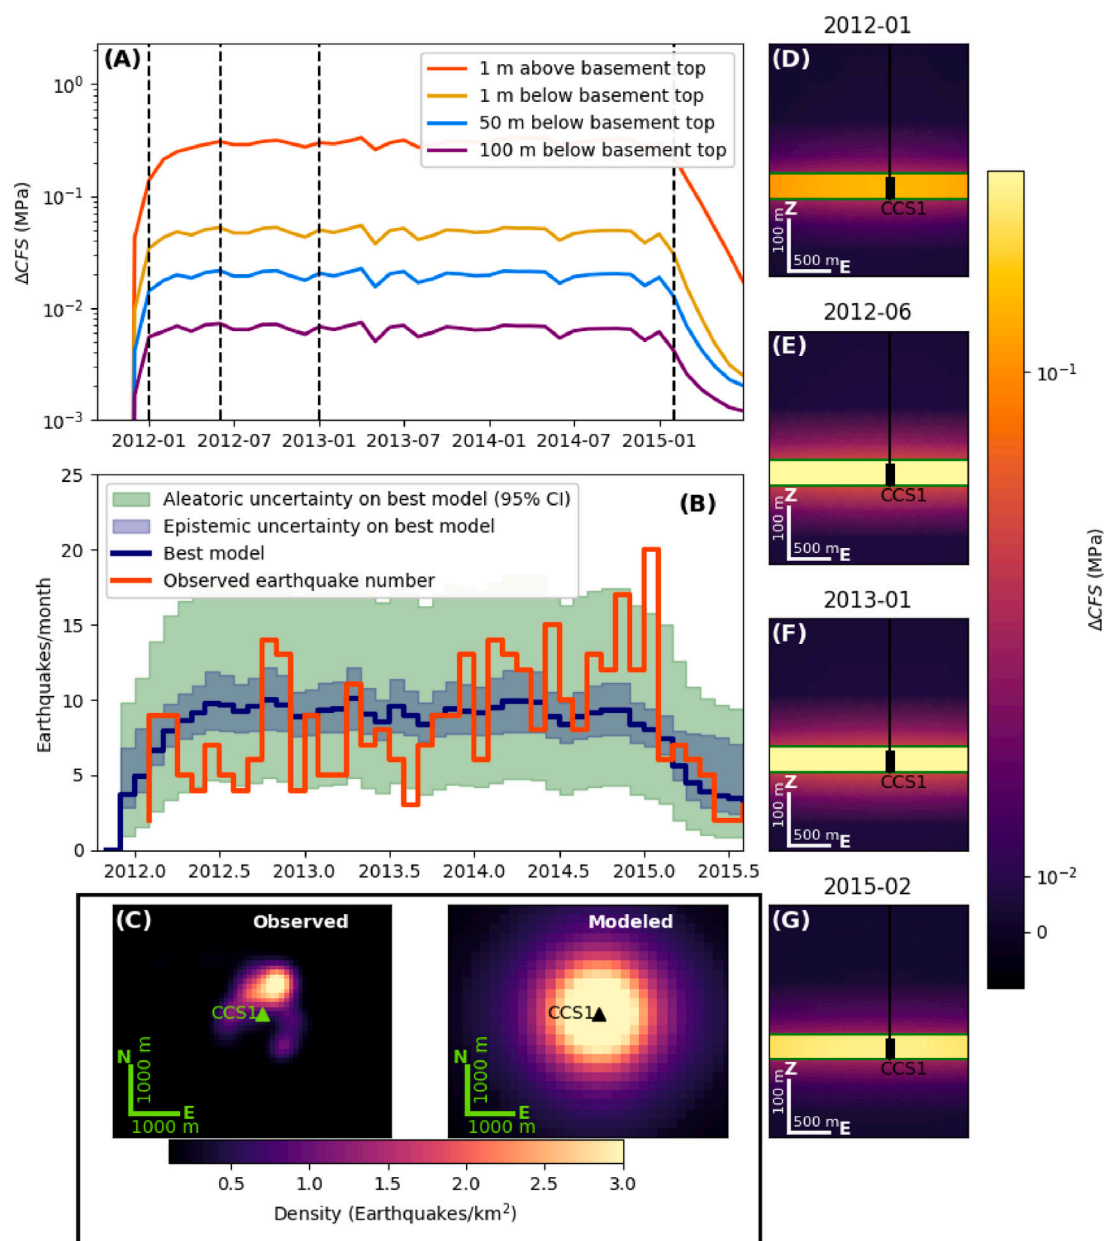 (A)
1 m above basement top
1 m below basement top
50 m below basement top
100 m below basement top
ΔCFS (MPa)
10⁰
10⁻¹
10⁻²
10⁻³
2012-01 2012-07 2013-01 2013-07 2014-01 2014-07 2015-01
(B)
Aleatoric uncertainty on best model (95% CI)
Epistemic uncertainty on best model
Best model
Observed earthquake number
Earthquakes/month
25
20
15
10
5
0
2012.0 2012.5 2013.0 2013.5 2014.0 2014.5 2015.0 2015.5
(C) Observed
CCS1
N
1000 m
E
1000 m
Modeled
CCS1
N
1000 m
E
1000 m
0.5 1.0 1.5 2.0 2.5 3.0
Density (Earthquakes/km²)
2012-01
(D)
CCS1
Z
100 m
500 m E
2012-06
(E)
CCS1
Z
100 m
500 m E
2013-01
(F)
CCS1
Z
100 m
500 m E
2015-02
(G)
CCS1
Z
100 m
500 m E
10⁻¹
10⁻²
0
ΔCFS (MPa)